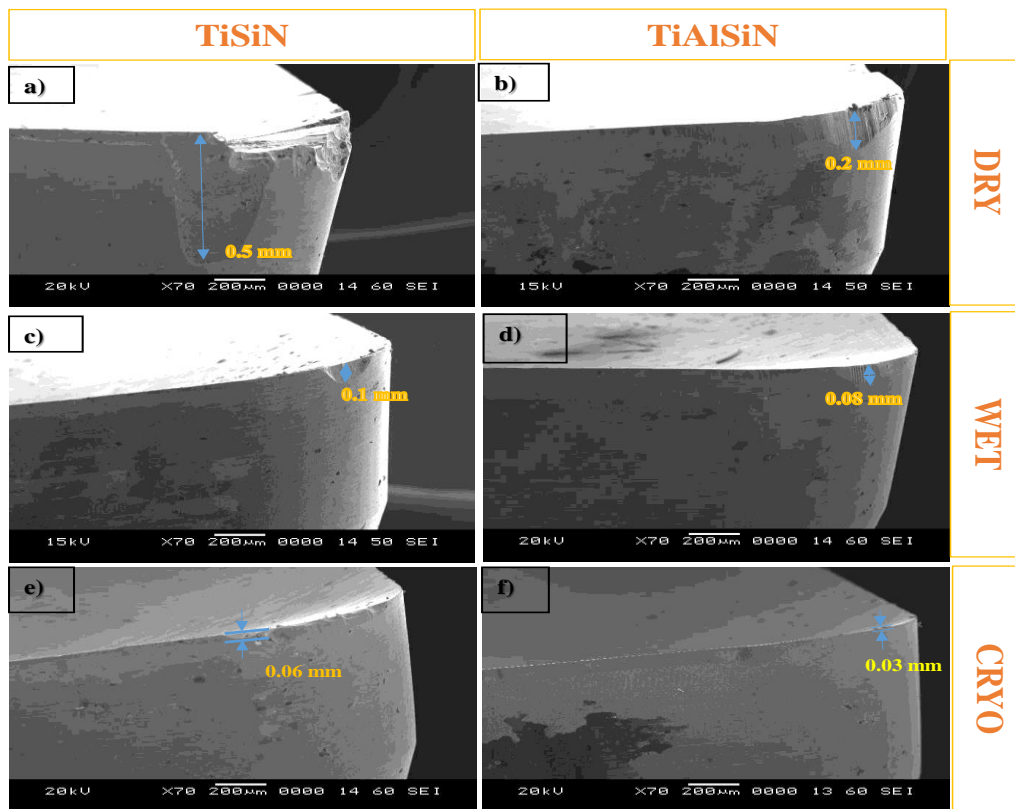 TiSiN
TiAlSiN
a)
0.5 mm
20kV X70 200µm 0000 14 60 SEI
b)
0.2 mm
15kV X70 200µm 0000 14 50 SEI
DRY
c)
0.1 mm
15kV X70 200µm 0000 14 50 SEI
d)
0.08 mm
20kV X70 200µm 0000 14 60 SEI
WET
e)
0.06 mm
20kV X70 200µm 0000 14 60 SEI
f)
0.03 mm
20kV X70 200µm 0000 13 60 SEI
CRYO